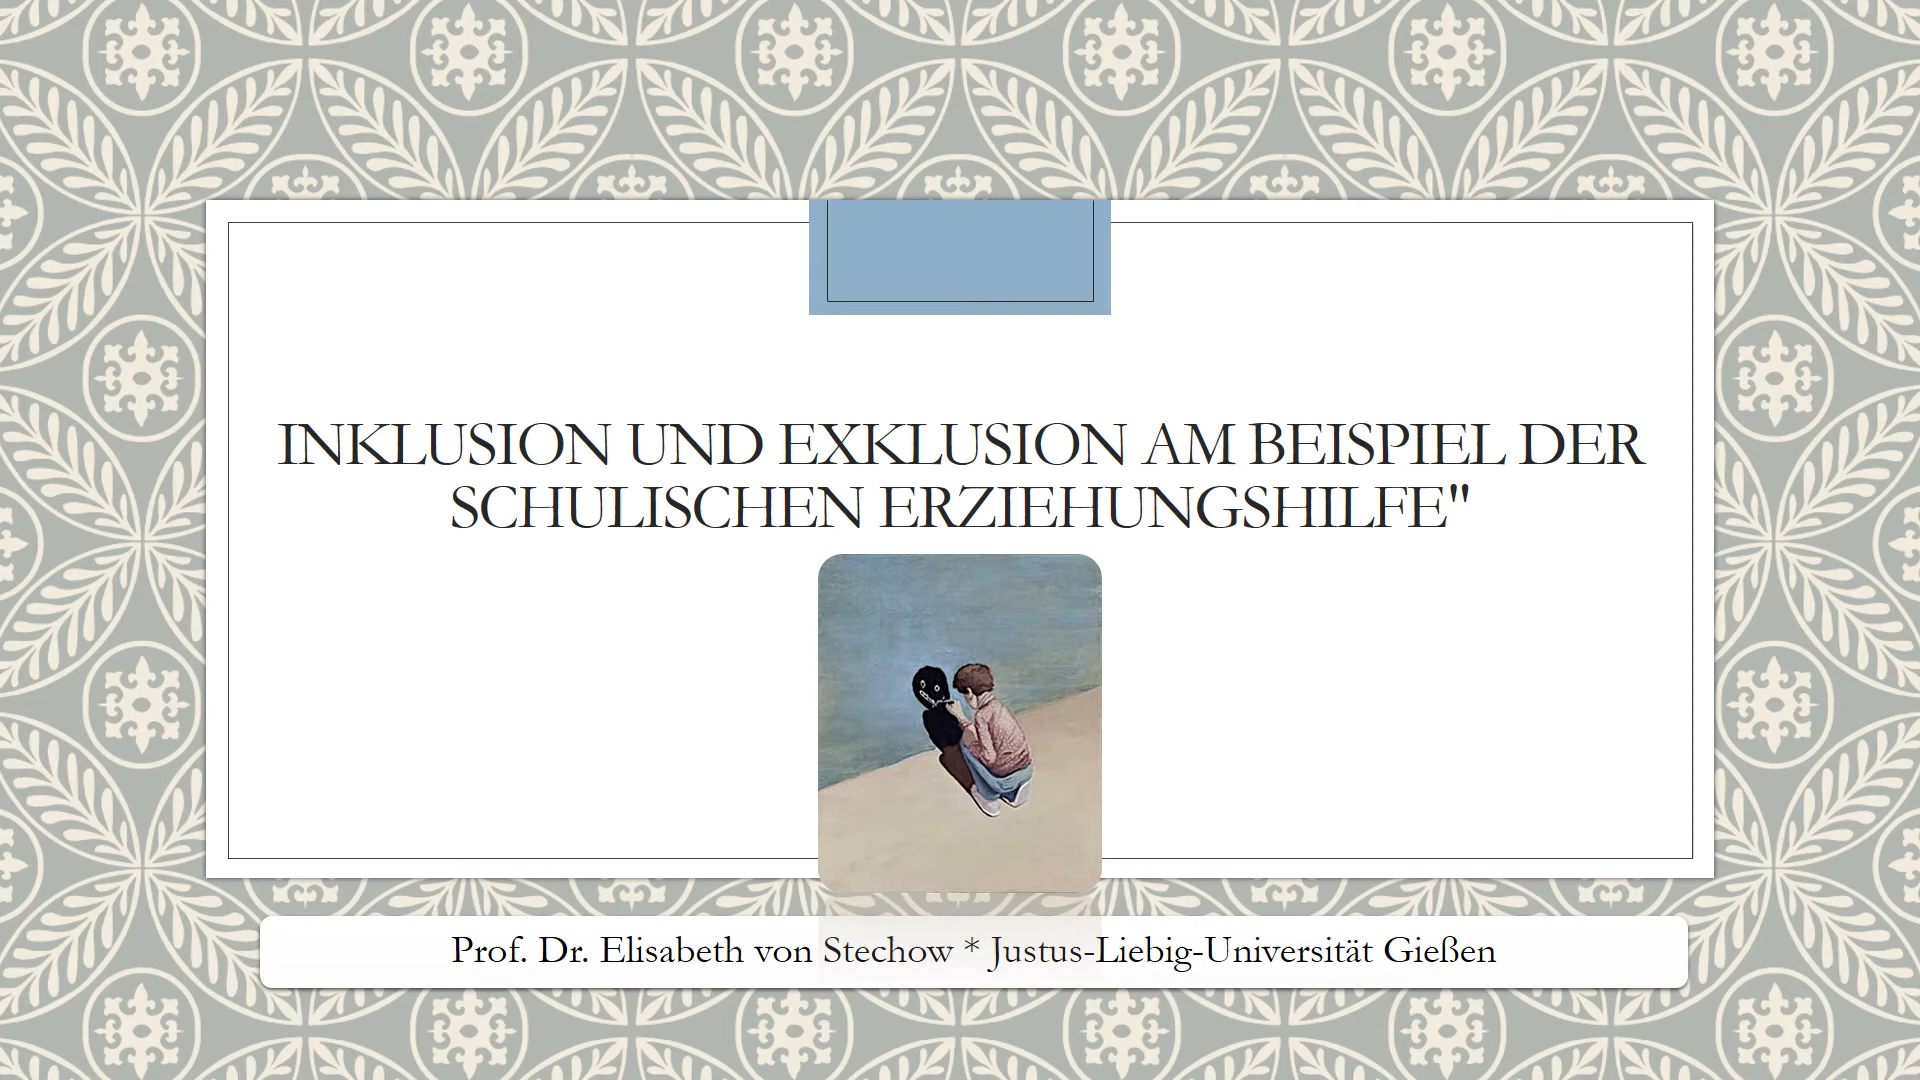 INKLUSION UND EXKLUSION AM BEISPIEL DER
SCHULISCHEN ERZIEHUNGSHILFE"
Prof. Dr. Elisabeth von Stechow * Justus-Liebig-Universität Gießen